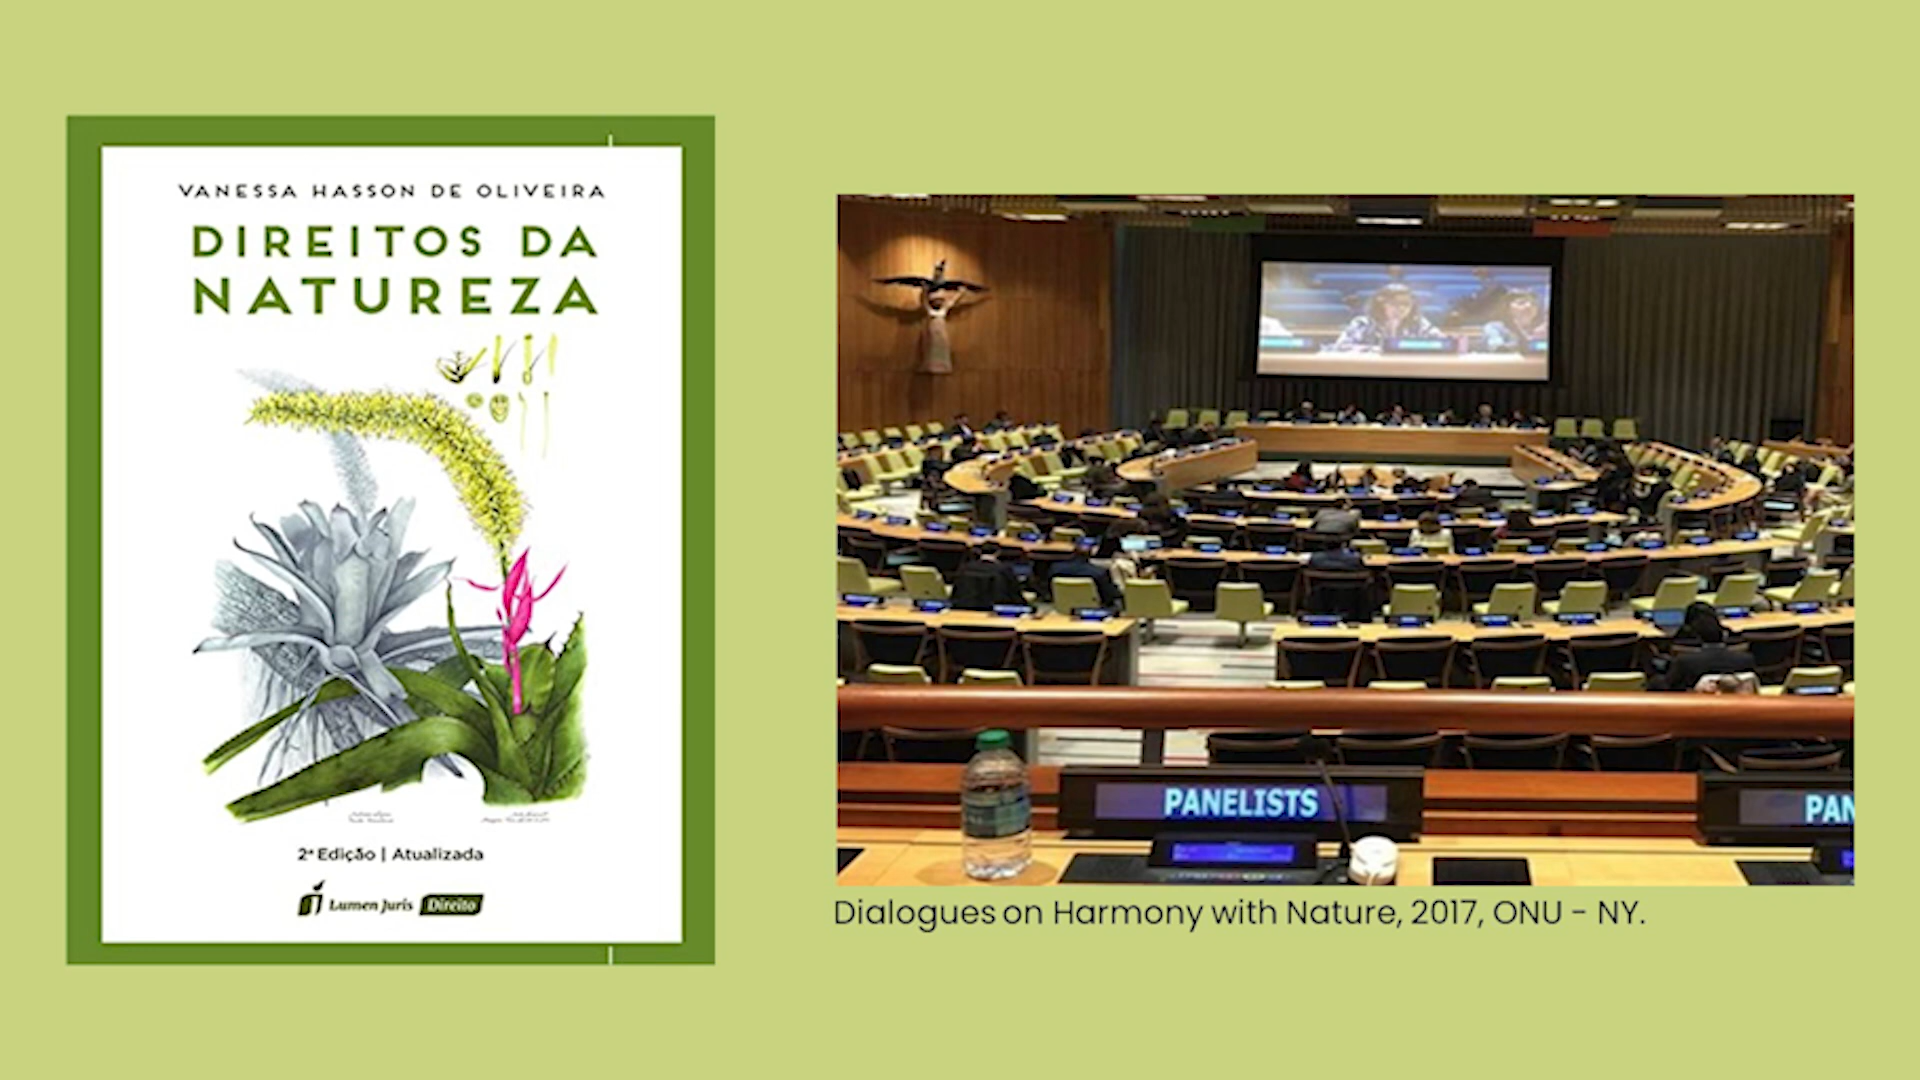 VANESSA HASSON DE OLIVEIRA
DIREITOS DA
NATUREZA
2ª Edição | Atualizada
Lumen Juris Direito
PANELISTS
PAN
Dialogues on Harmony with Nature, 2017, ONU - NY.